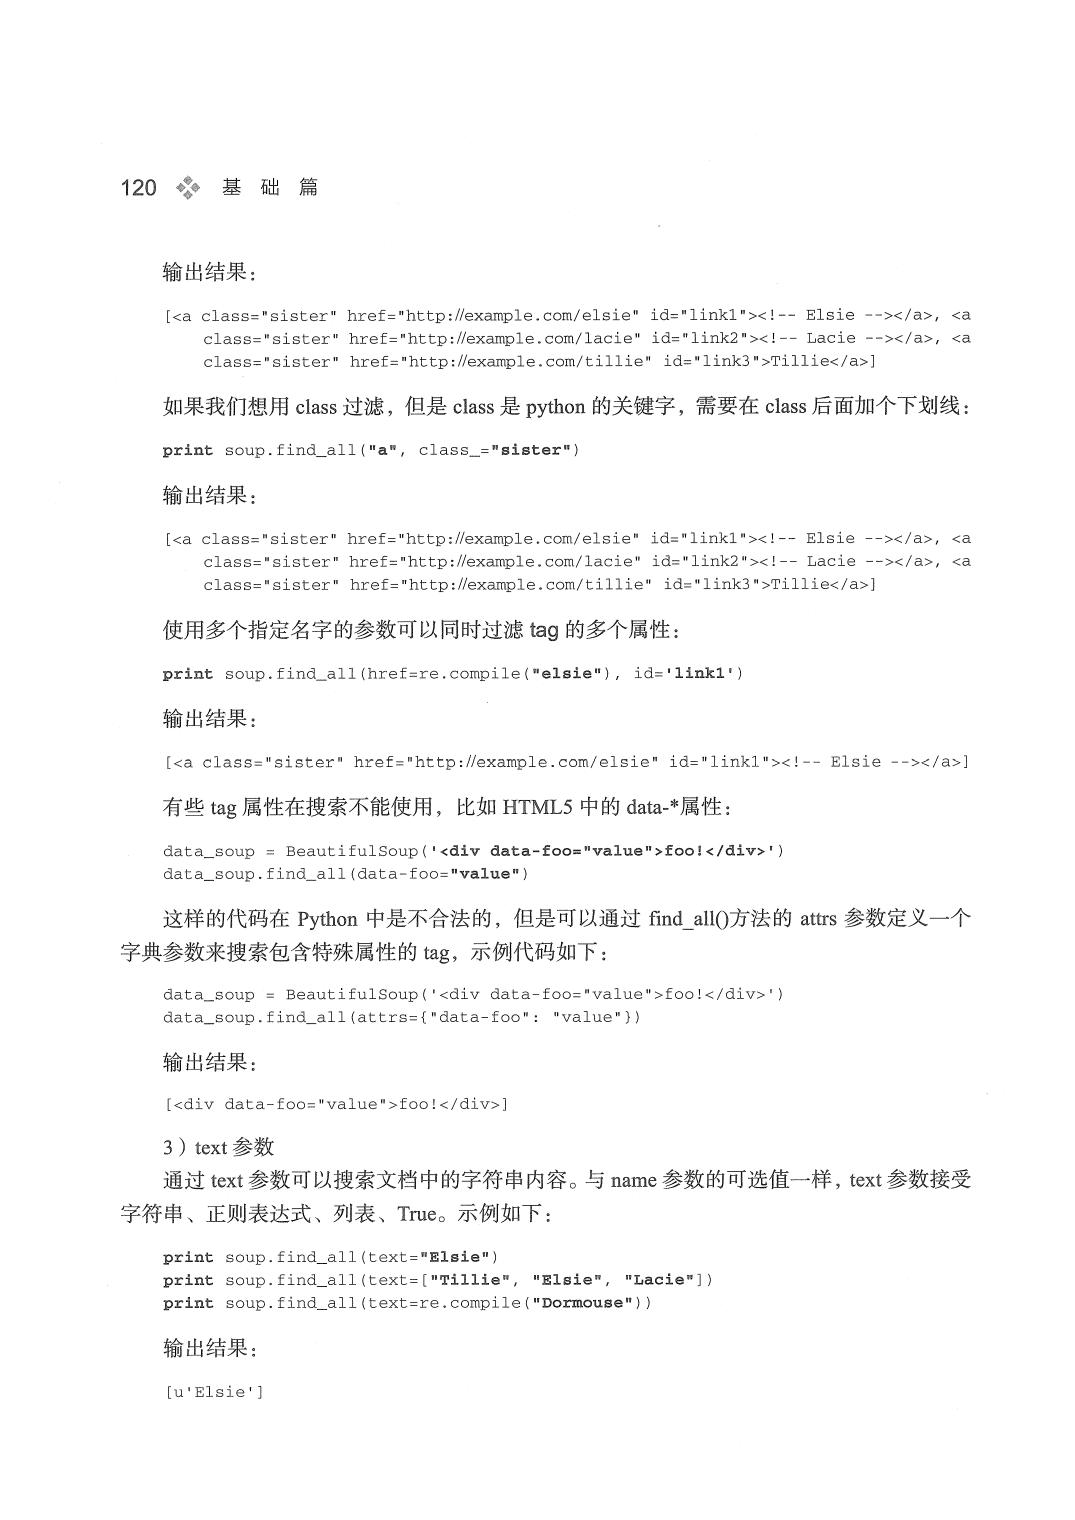 120 基 础 篇
输出结果：
[<a class="sister" href="http://example.com/elsie" id="link1"><!-- Elsie --></a>, <a
class="sister" href="http://example.com/lacie" id="link2"><!-- Lacie --></a>, <a
class="sister" href="http://example.com/tillie" id="link3">Tillie</a>]
如果我们想用 class 过滤，但是 class 是 python 的关键字，需要在 class 后面加个下划线：
print soup.find_all("a", class_="sister")
输出结果：
[<a class="sister" href="http://example.com/elsie" id="link1"><!-- Elsie --></a>, <a
class="sister" href="http://example.com/lacie" id="link2"><!-- Lacie --></a>, <a
class="sister" href="http://example.com/tillie" id="link3">Tillie</a>]
使用多个指定名字的参数可以同时过滤 tag 的多个属性：
print soup.find_all(href=re.compile("elsie"), id='link1')
输出结果：
[<a class="sister" href="http://example.com/elsie" id="link1"><!-- Elsie --></a>]
有些 tag 属性在搜索不能使用，比如 HTML5 中的 data-*属性：
data_soup = BeautifulSoup('<div data-foo="value">foo!</div>')
data_soup.find_all(data-foo="value")
这样的代码在 Python 中是不合法的，但是可以通过 find_all()方法的 attrs 参数定义一个
字典参数来搜索包含特殊属性的 tag，示例代码如下：
data_soup = BeautifulSoup('<div data-foo="value">foo!</div>')
data_soup.find_all(attrs={"data-foo": "value"})
输出结果：
[<div data-foo="value">foo!</div>]
3）text 参数
通过 text 参数可以搜索文档中的字符串内容。与 name 参数的可选值一样，text 参数接受
字符串、正则表达式、列表、True。示例如下：
print soup.find_all(text="Elsie")
print soup.find_all(text=["Tillie", "Elsie", "Lacie"])
print soup.find_all(text=re.compile("Dormouse"))
输出结果：
[u'Elsie']